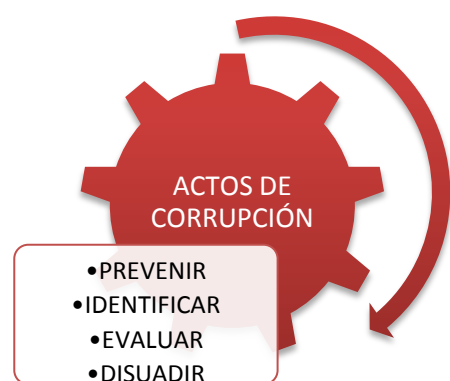 ACTOS DE
CORRUPCIÓN
•PREVENIR
•IDENTIFICAR
•EVALUAR
•DISUADIR